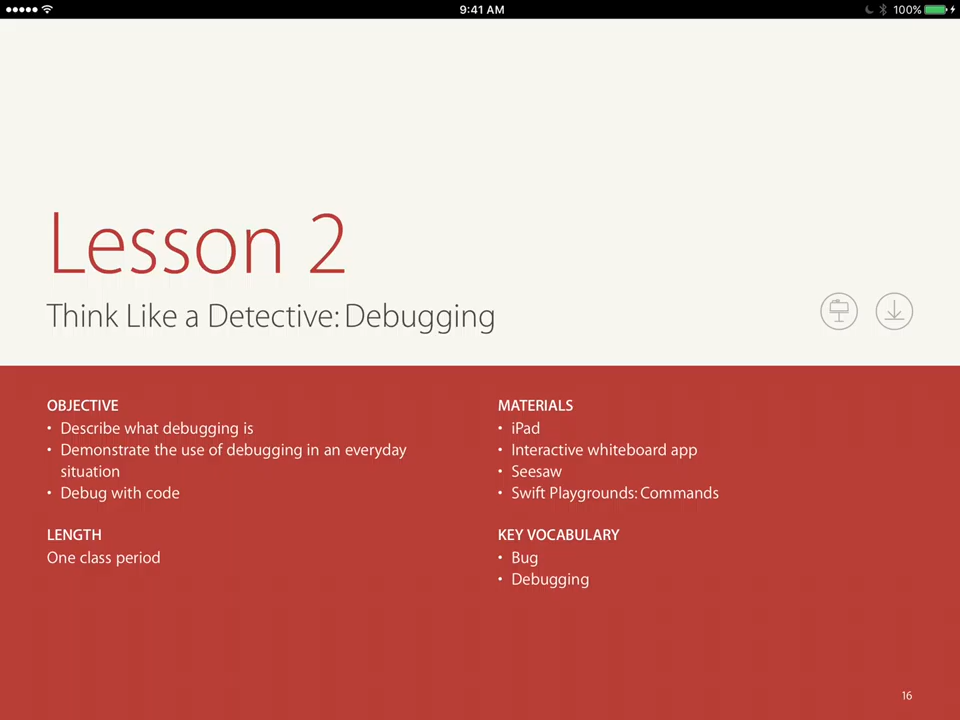 9:41 AM
100%
Lesson 2
Think Like a Detective: Debugging
OBJECTIVE
• Describe what debugging is
• Demonstrate the use of debugging in an everyday
situation
• Debug with code
LENGTH
One class period
MATERIALS
• iPad
• Interactive whiteboard app
• Seesaw
• Swift Playgrounds: Commands
KEY VOCABULARY
• Bug
• Debugging
16